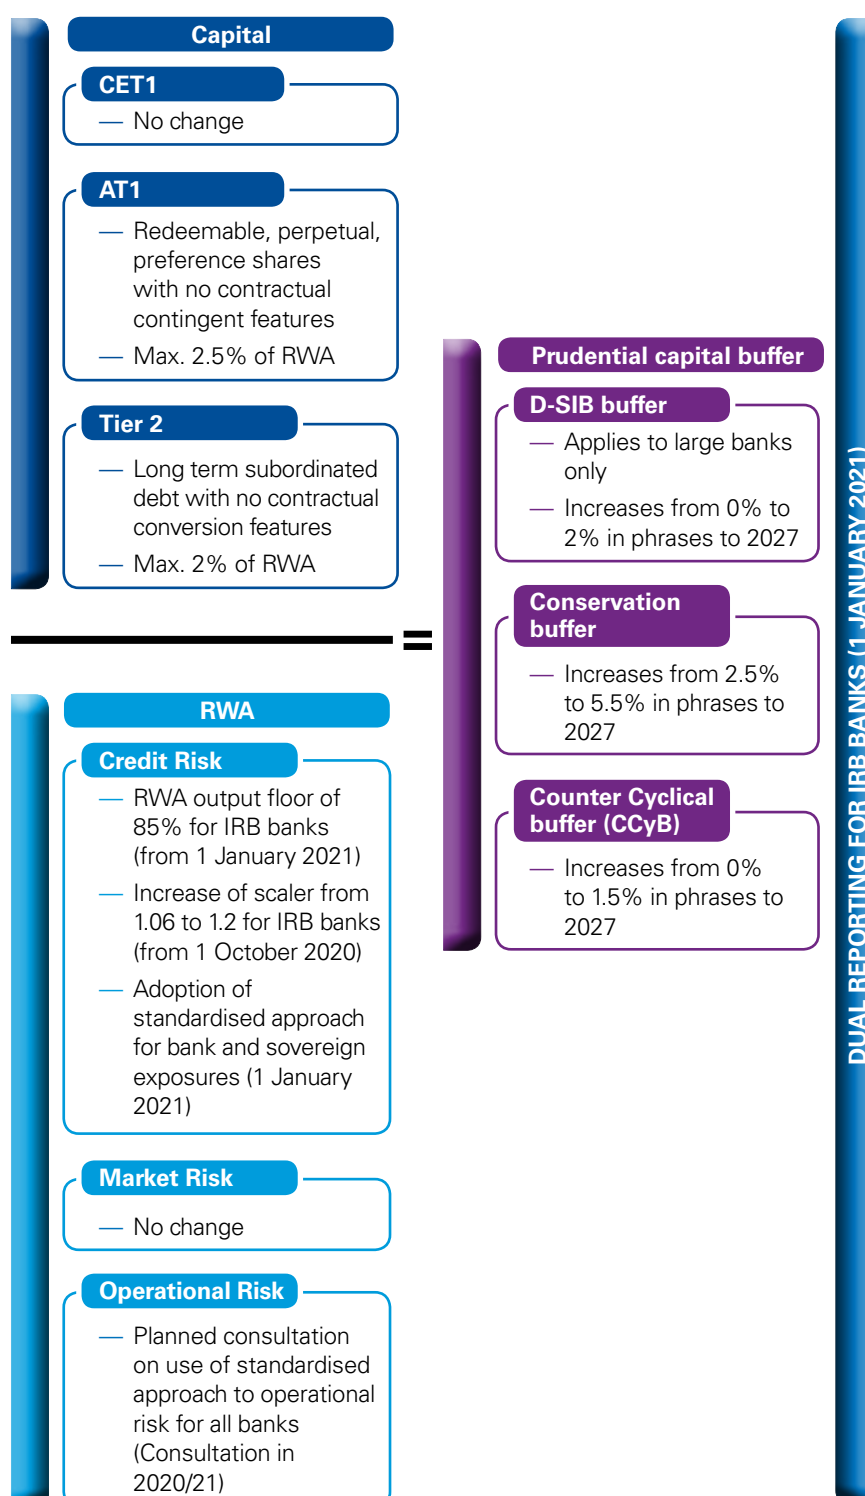 Capital
CET1
— No change
AT1
— Redeemable, perpetual,
preference shares
with no contractual
contingent features
— Max. 2.5% of RWA
Tier 2
— Long term subordinated
debt with no contractual
conversion features
— Max. 2% of RWA
=
RWA
Credit Risk
— RWA output floor of
85% for IRB banks
(from 1 January 2021)
— Increase of scaler from
1.06 to 1.2 for IRB banks
(from 1 October 2020)
— Adoption of
standardised approach
for bank and sovereign
exposures (1 January
2021)
Market Risk
— No change
Operational Risk
— Planned consultation
on use of standardised
approach to operational
risk for all banks
(Consultation in
2020/21)
Prudential capital buffer
D-SIB buffer
— Applies to large banks
only
— Increases from 0% to
2% in phrases to 2027
Conservation
buffer
— Increases from 2.5%
to 5.5% in phrases to
2027
Counter Cyclical
buffer (CCyB)
— Increases from 0%
to 1.5% in phrases to
2027
DUAL REPORTING FOR IRB BANKS (1 JANUARY 2021)